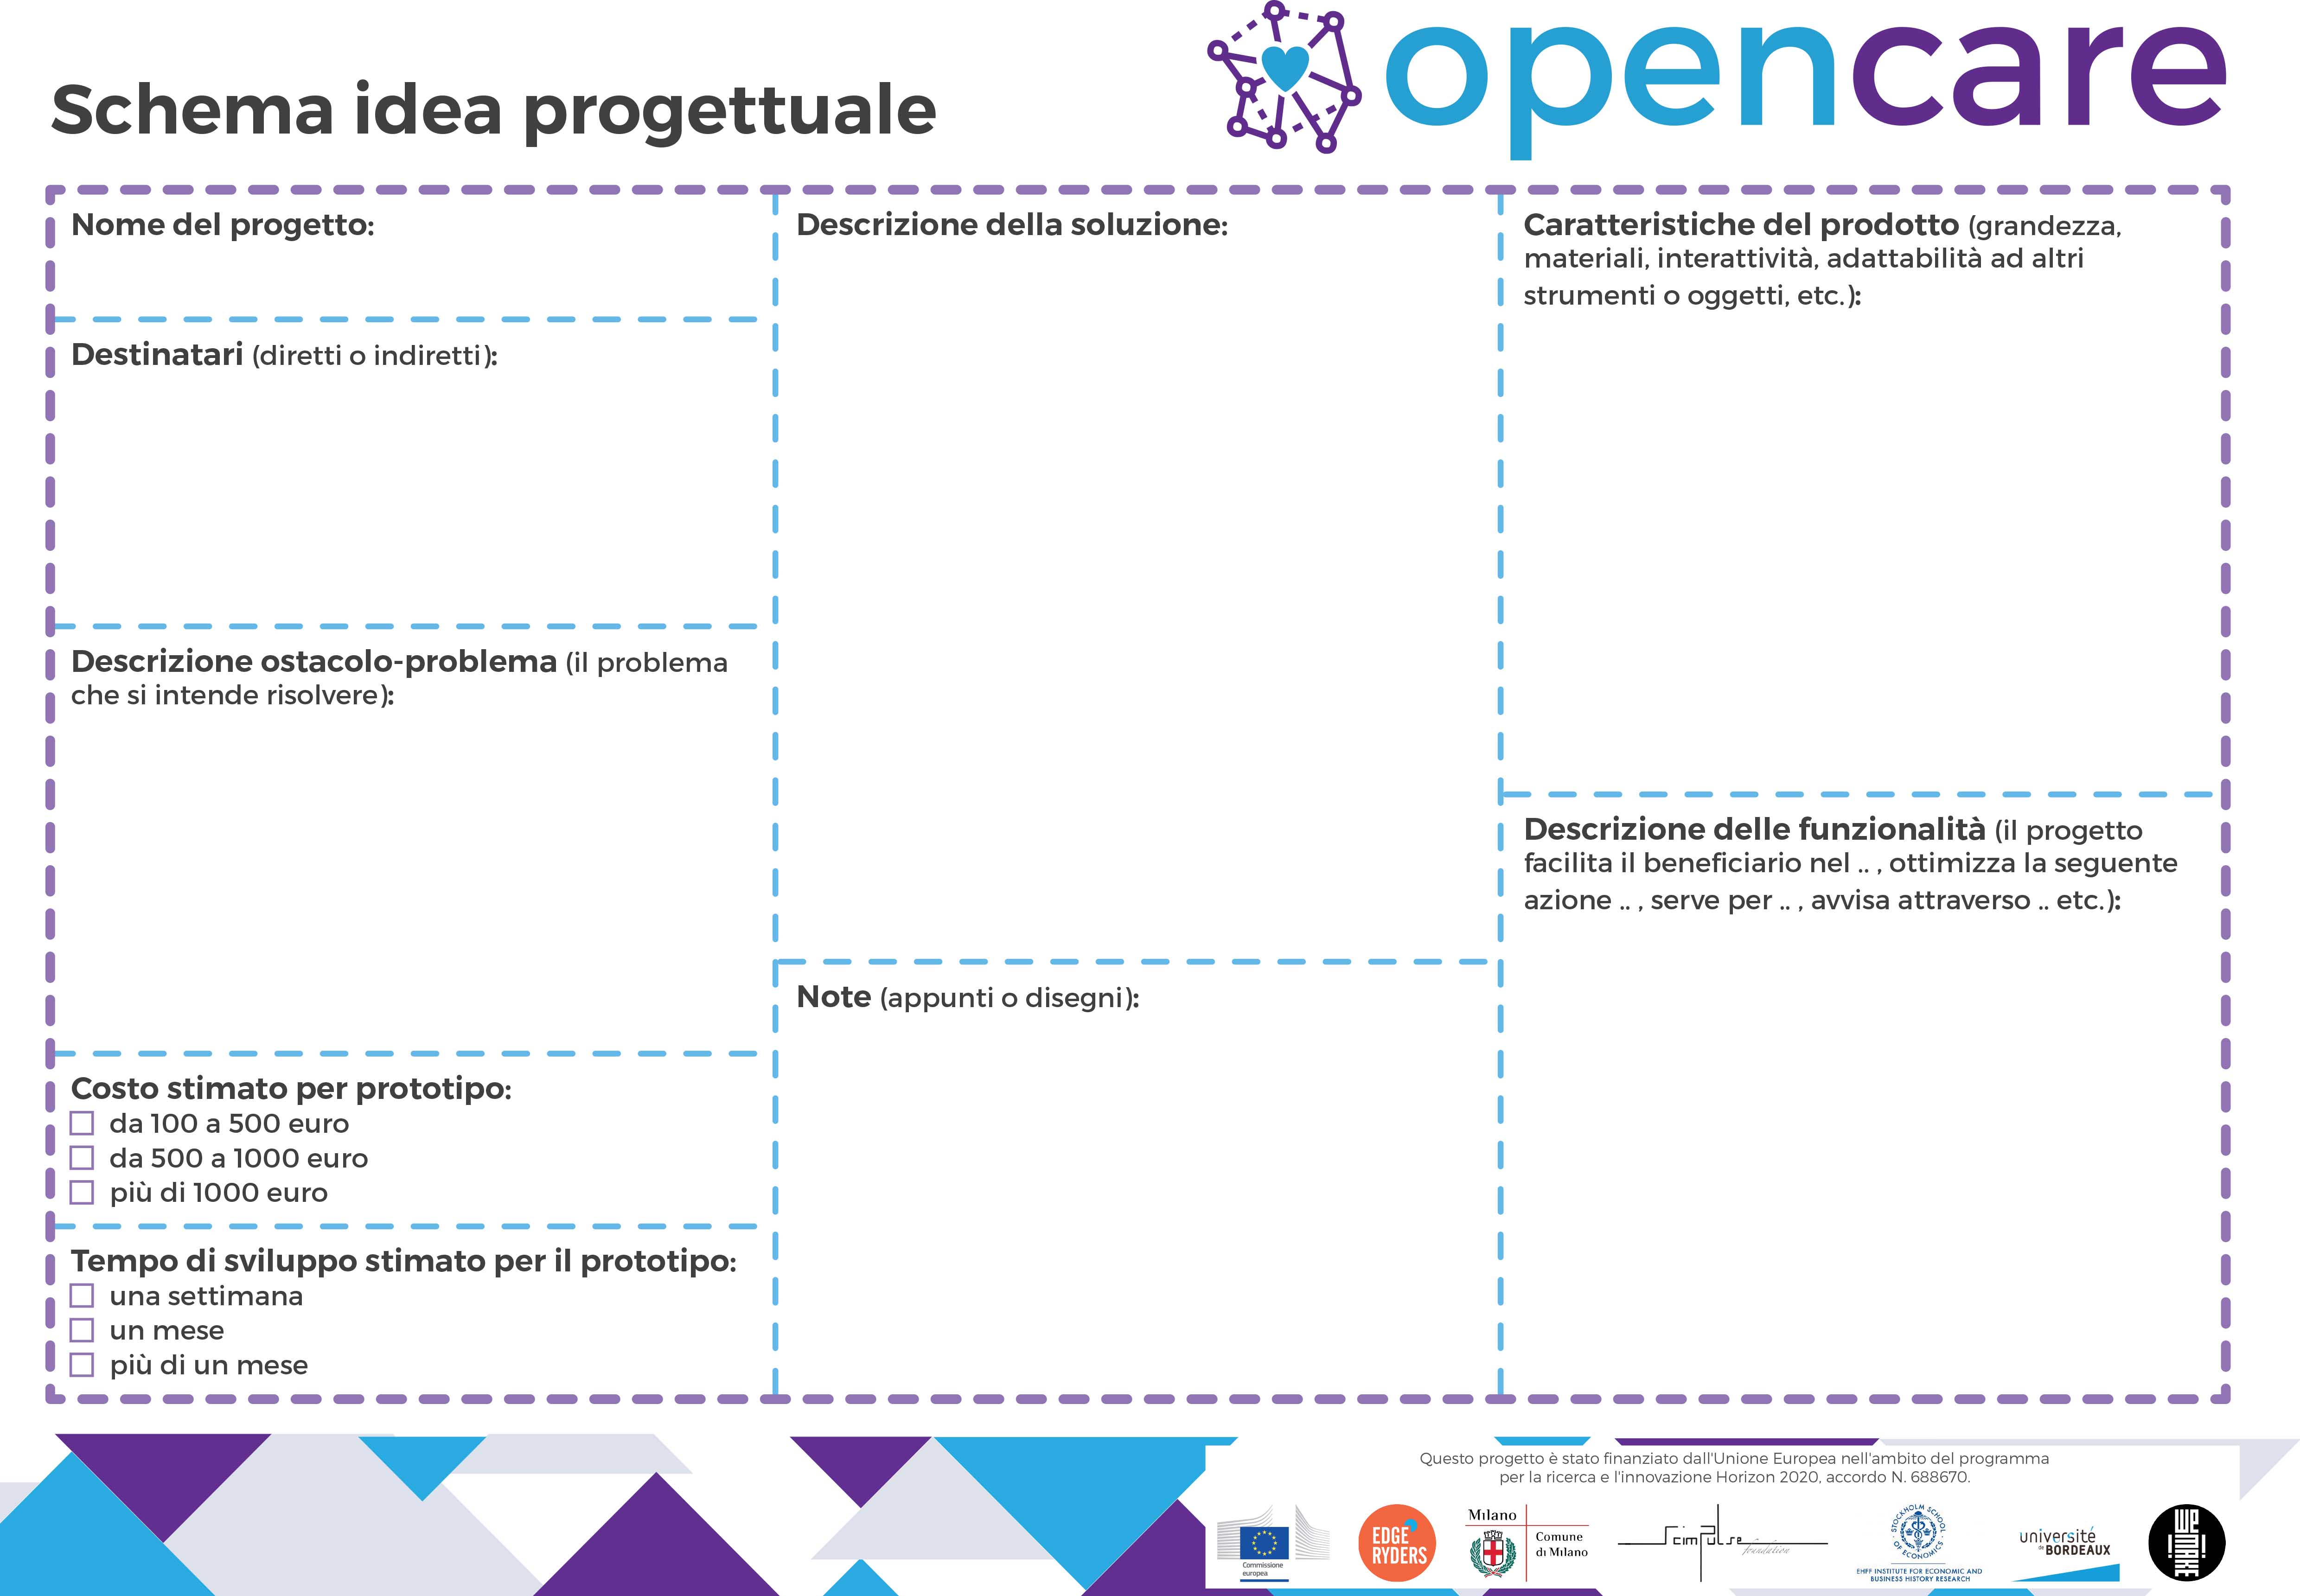 opencare
Schema idea progettuale
Nome del progetto:
Destinatari (diretti o indiretti):
Descrizione ostacolo-problema (il problema
che si intende risolvere):
Costo stimato per prototipo:
da 100 a 500 euro
da 500 a 1000 euro
più di 1000 euro
Tempo di sviluppo stimato per il prototipo:
una settimana
un mese
più di un mese
Descrizione della soluzione:
Note (appunti o disegni):
Caratteristiche del prodotto (grandezza,
materiali, interattività, adattabilità ad altri
strumenti o oggetti, etc.):
Descrizione delle funzionalità (il progetto
facilita il beneficiario nel .. , ottimizza la seguente
azione .. , serve per .. , avvisa attraverso .. etc.):
Questo progetto è stato finanziato dall'Unione Europea nell'ambito del programma
per la ricerca e l'innovazione Horizon 2020, accordo N. 688670.
Commissione
europea
EDGE
RYDERS
Milano
Comune
di Milano
Scimpulse
foundation
STOCKHOLM SCHOOL
OF ECONOMICS
EHFF INSTITUTE FOR ECONOMIC AND
BUSINESS HISTORY RESEARCH
université
de BORDEAUX
WE
MAKE